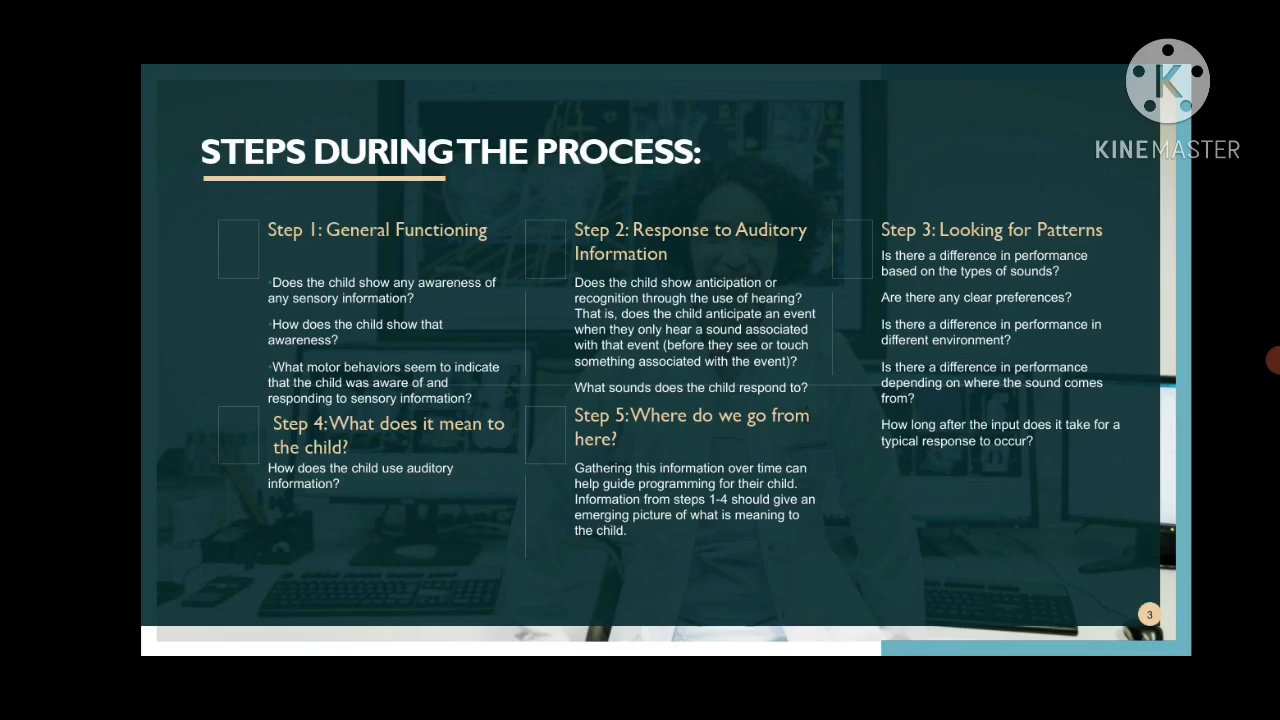 KINEMASTER
STEPS DURING THE PROCESS:
Step 1: General Functioning
Does the child show any awareness of
any sensory information?
How does the child show that
awareness?
What motor behaviors seem to indicate
that the child was aware of and
responding to sensory information?
Step 2: Response to Auditory
Information
Does the child show anticipation or
recognition through the use of hearing?
That is, does the child anticipate an event
when they only hear a sound associated
with that event (before they see or touch
something associated with the event)?
What sounds does the child respond to?
Step 3: Looking for Patterns
Is there a difference in performance
based on the types of sounds?
Are there any clear preferences?
Is there a difference in performance in
different environment?
Is there a difference in performance
depending on where the sound comes
from?
How long after the input does it take for a
typical response to occur?
Step 4: What does it mean to
the child?
How does the child use auditory
information?
Step 5: Where do we go from
here?
Gathering this information over time can
help guide programming for their child.
Information from steps 1-4 should give an
emerging picture of what is meaning to
the child.
3